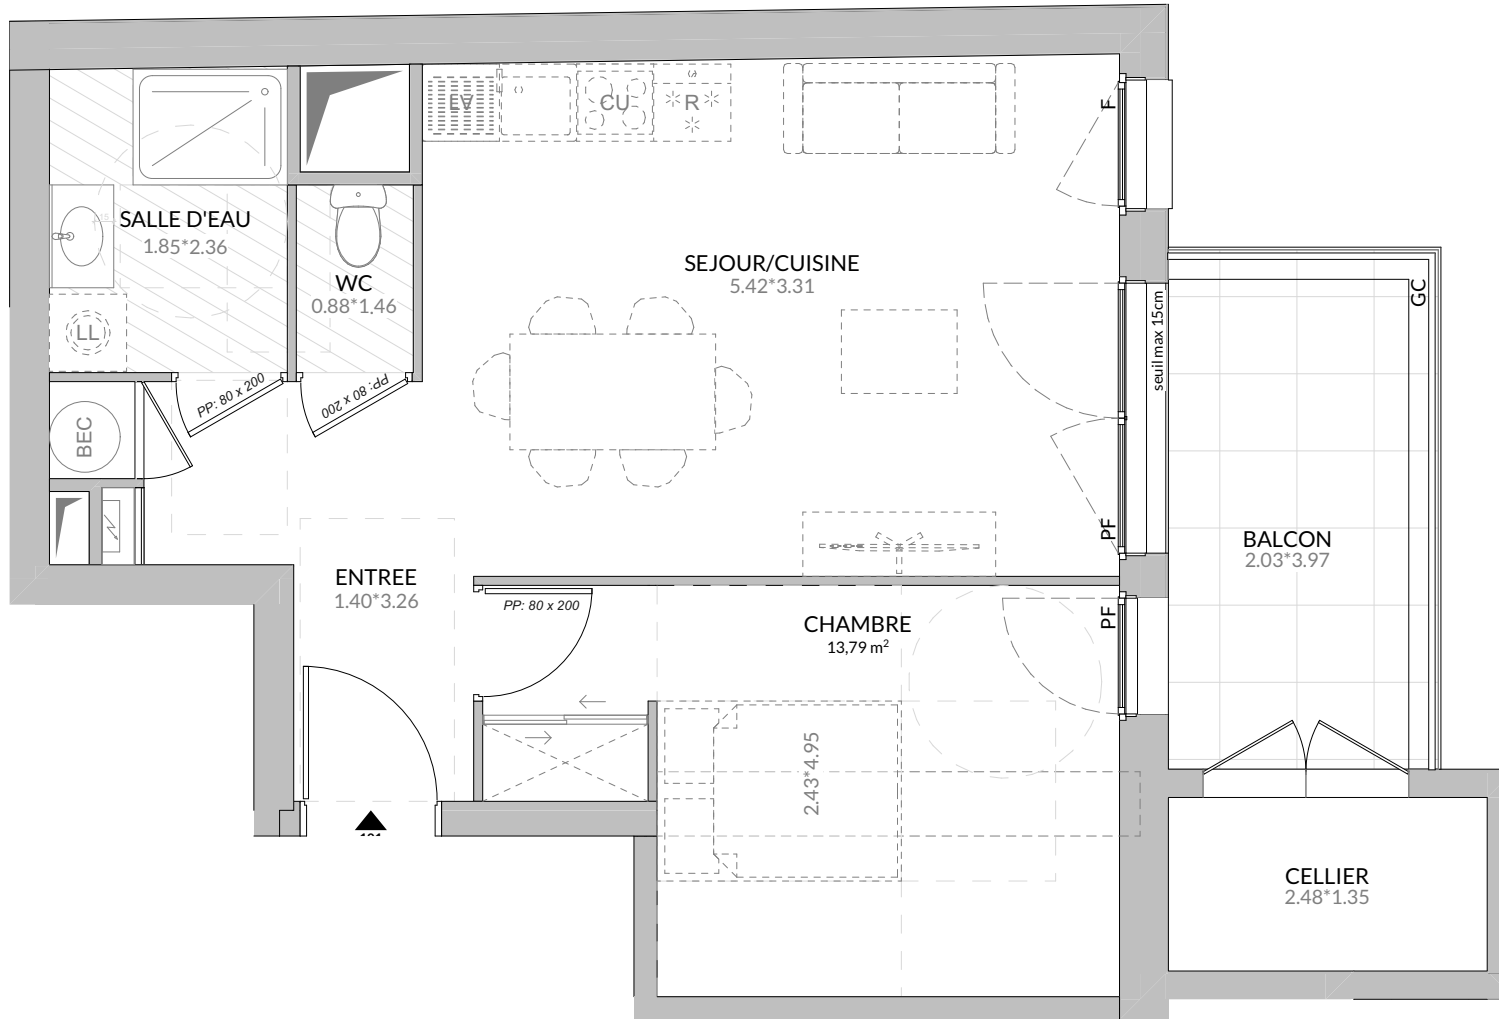 LV
CU
R
F
SALLE D'EAU
1.85*2.36
WC
0.88*1.46
SEJOUR/CUISINE
5.42*3.31
LL
seuil max 15cm
GC
PP: 80 x 200
PP: 80 x 200
BEC
PF
BALCON
2.03*3.97
ENTREE
1.40*3.26
PP: 80 x 200
CHAMBRE
13,79 m²
PF
2.43*4.95
CELLIER
2.48*1.35